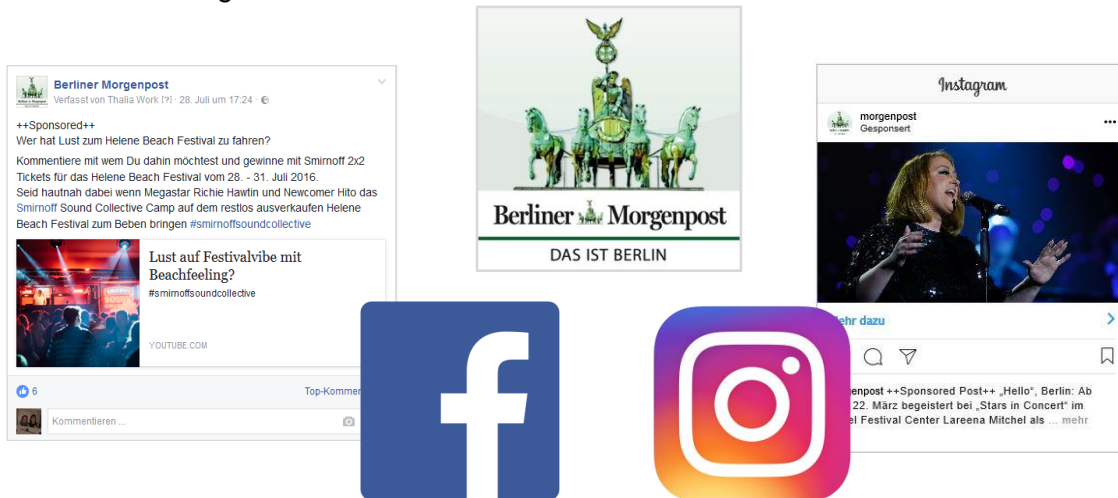 Berliner Morgenpost
Verfasst von Thalia Work [?] · 28. Juli um 17:24 ·
++Sponsored++
Wer hat Lust zum Helene Beach Festival zu fahren?
Kommentiere mit wem Du dahin möchtest und gewinne mit Smirnoff 2x2
Tickets für das Helene Beach Festival vom 28. - 31. Juli 2016.
Seid hautnah dabei wenn Megastar Richie Hawtin und Newcomer Hito das
Smirnoff Sound Collective Camp auf dem restlos ausverkaufen Helene
Beach Festival zum Beben bringen #smirnoffsoundcollective
Lust auf Festivalvibe mit
Beachfeeling?
#smirnoffsoundcollective
YOUTUBE.COM
6
Kommentieren ...
Berliner Morgenpost
DAS IST BERLIN
Instagram
morgenpost
Gesponsert
dazu
++Sponsored Post++ „Hello“, Berlin: Ab
22. März begeistert bei „Stars in Concert“ im
Festival Center Lareena Mitchel als ... mehr